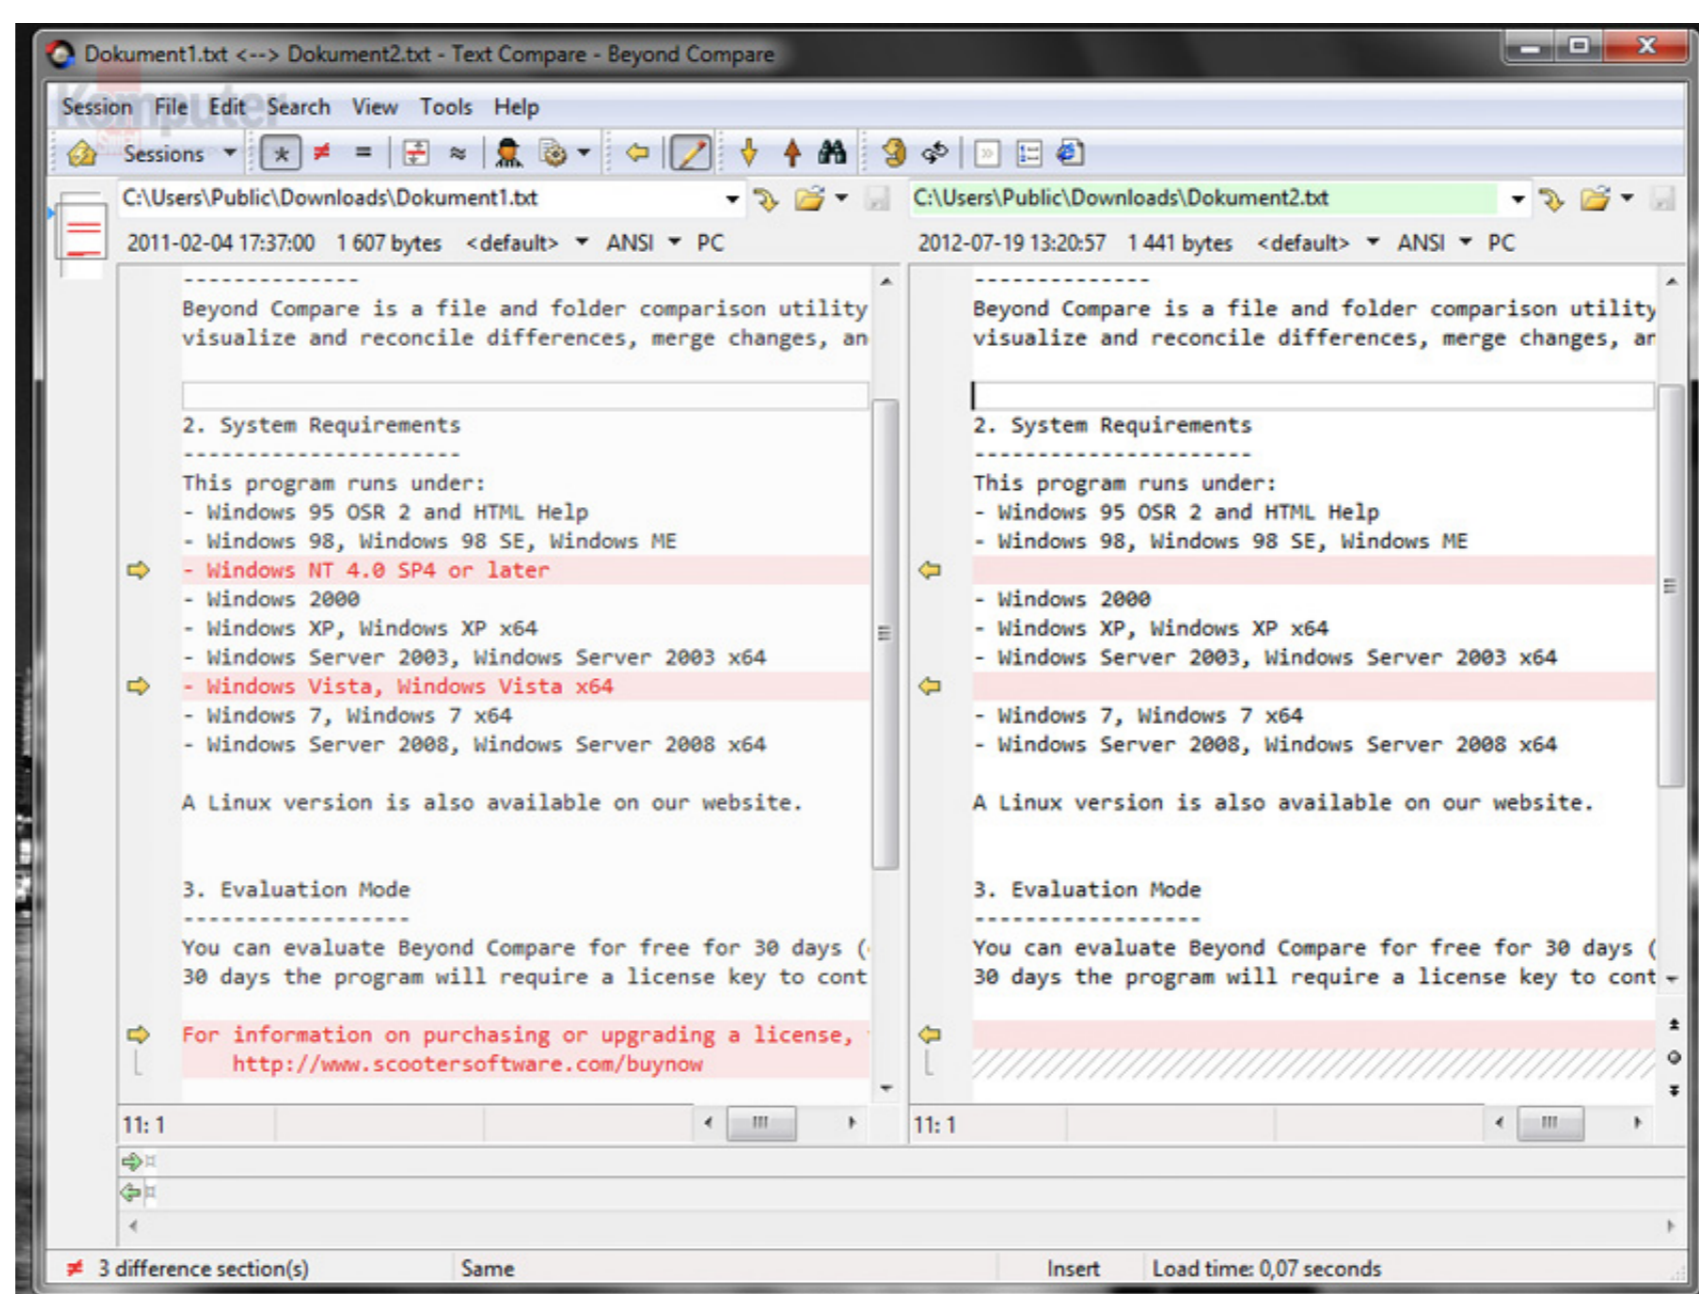 Dokument1.txt <--> Dokument2.txt - Text Compare - Beyond Compare
Session File Edit Search View Tools Help
Komputer
Sessions
C:\Users\Public\Downloads\Dokument1.txt
2011-02-04 17:37:00 1 607 bytes <default> ANSI PC
--------------
Beyond Compare is a file and folder comparison utility
visualize and reconcile differences, merge changes, an
2. System Requirements
----------------------
This program runs under:
- Windows 95 OSR 2 and HTML Help
- Windows 98, Windows 98 SE, Windows ME
- Windows NT 4.0 SP4 or later
- Windows 2000
- Windows XP, Windows XP x64
- Windows Server 2003, Windows Server 2003 x64
- Windows Vista, Windows Vista x64
- Windows 7, Windows 7 x64
- Windows Server 2008, Windows Server 2008 x64
A Linux version is also available on our website.
3. Evaluation Mode
------------------
You can evaluate Beyond Compare for free for 30 days (
30 days the program will require a license key to cont
For information on purchasing or upgrading a license,
http://www.scootersoftware.com/buynow
11: 1
C:\Users\Public\Downloads\Dokument2.txt
2012-07-19 13:20:57 1 441 bytes <default> ANSI PC
--------------
Beyond Compare is a file and folder comparison utility
visualize and reconcile differences, merge changes, an
2. System Requirements
----------------------
This program runs under:
- Windows 95 OSR 2 and HTML Help
- Windows 98, Windows 98 SE, Windows ME
- Windows 2000
- Windows XP, Windows XP x64
- Windows Server 2003, Windows Server 2003 x64
- Windows 7, Windows 7 x64
- Windows Server 2008, Windows Server 2008 x64
A Linux version is also available on our website.
3. Evaluation Mode
------------------
You can evaluate Beyond Compare for free for 30 days (
30 days the program will require a license key to cont
11: 1
3 difference section(s) Same Insert Load time: 0,07 seconds